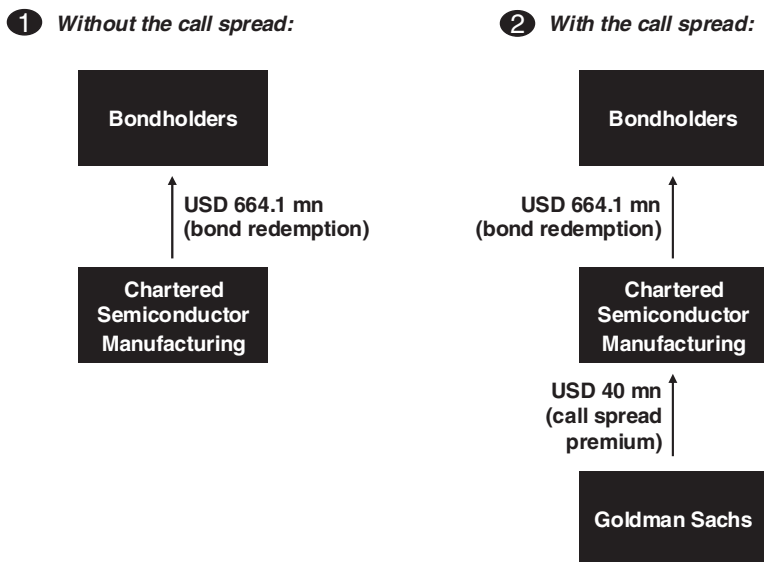 1 Without the call spread:
Bondholders
USD 664.1 mn
(bond redemption)
Chartered
Semiconductor
Manufacturing
2 With the call spread:
Bondholders
USD 664.1 mn
(bond redemption)
Chartered
Semiconductor
Manufacturing
USD 40 mn
(call spread
premium)
Goldman Sachs